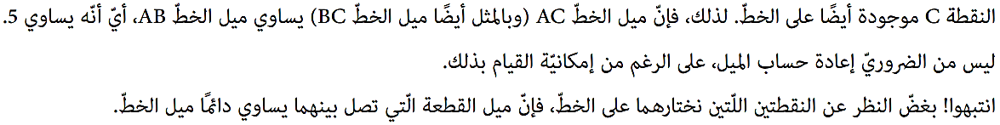 النقطة C موجودة أيضًا على الخطّ. لذلك، فإنّ ميل الخطّ AC (وبالمثل أيضًا ميل الخطّ BC) يساوي ميل الخطّ AB، أيّ أنّه يساوي 5.
ليس من الضروريّ إعادة حساب الميل، على الرغم من إمكانيّة القيام بذلك.
انتبهوا! بغضّ النظر عن النقطتين اللّتين نختارهما على الخطّ، فإنّ ميل القطعة الّتي تصل بينهما يساوي دائمًا ميل الخطّ.